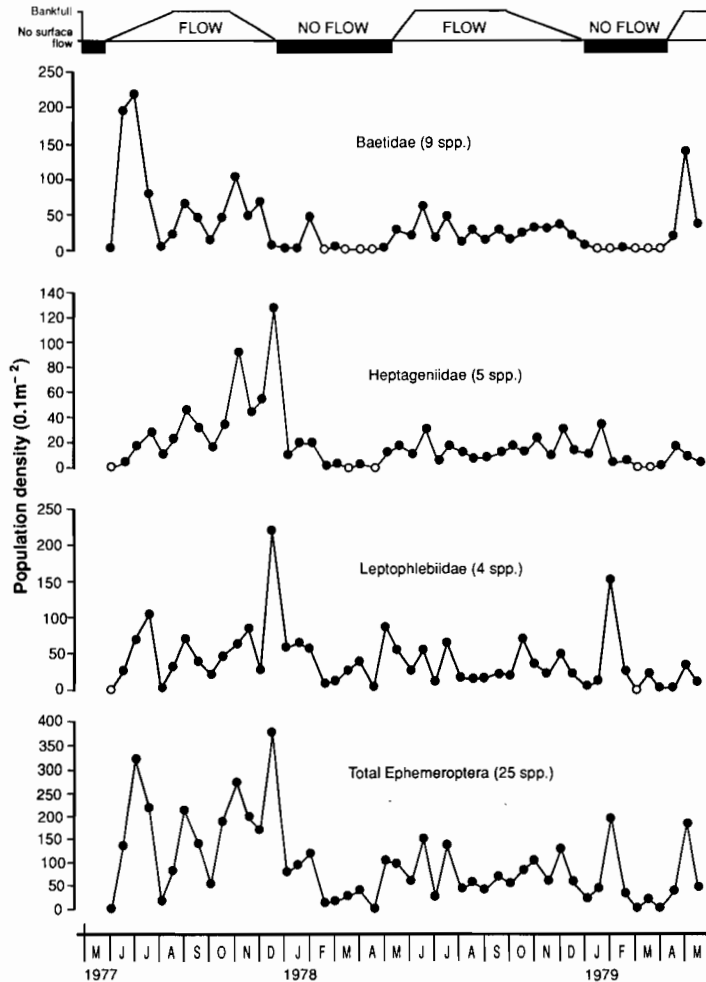 Bankfull
No surface flow
FLOW
NO FLOW
FLOW
NO FLOW
250
200
150
100
50
0
Baetidae (9 spp.)
140
120
100
80
60
40
20
0
Heptageniidae (5 spp.)
Population density (0.1m⁻²)
250
200
150
100
50
0
Leptophlebiidae (4 spp.)
400
350
300
250
200
150
100
50
0
Total Ephemeroptera (25 spp.)
M J J A S O N D J F M A M J J A S O N D J F M A M
1977 1978 1979